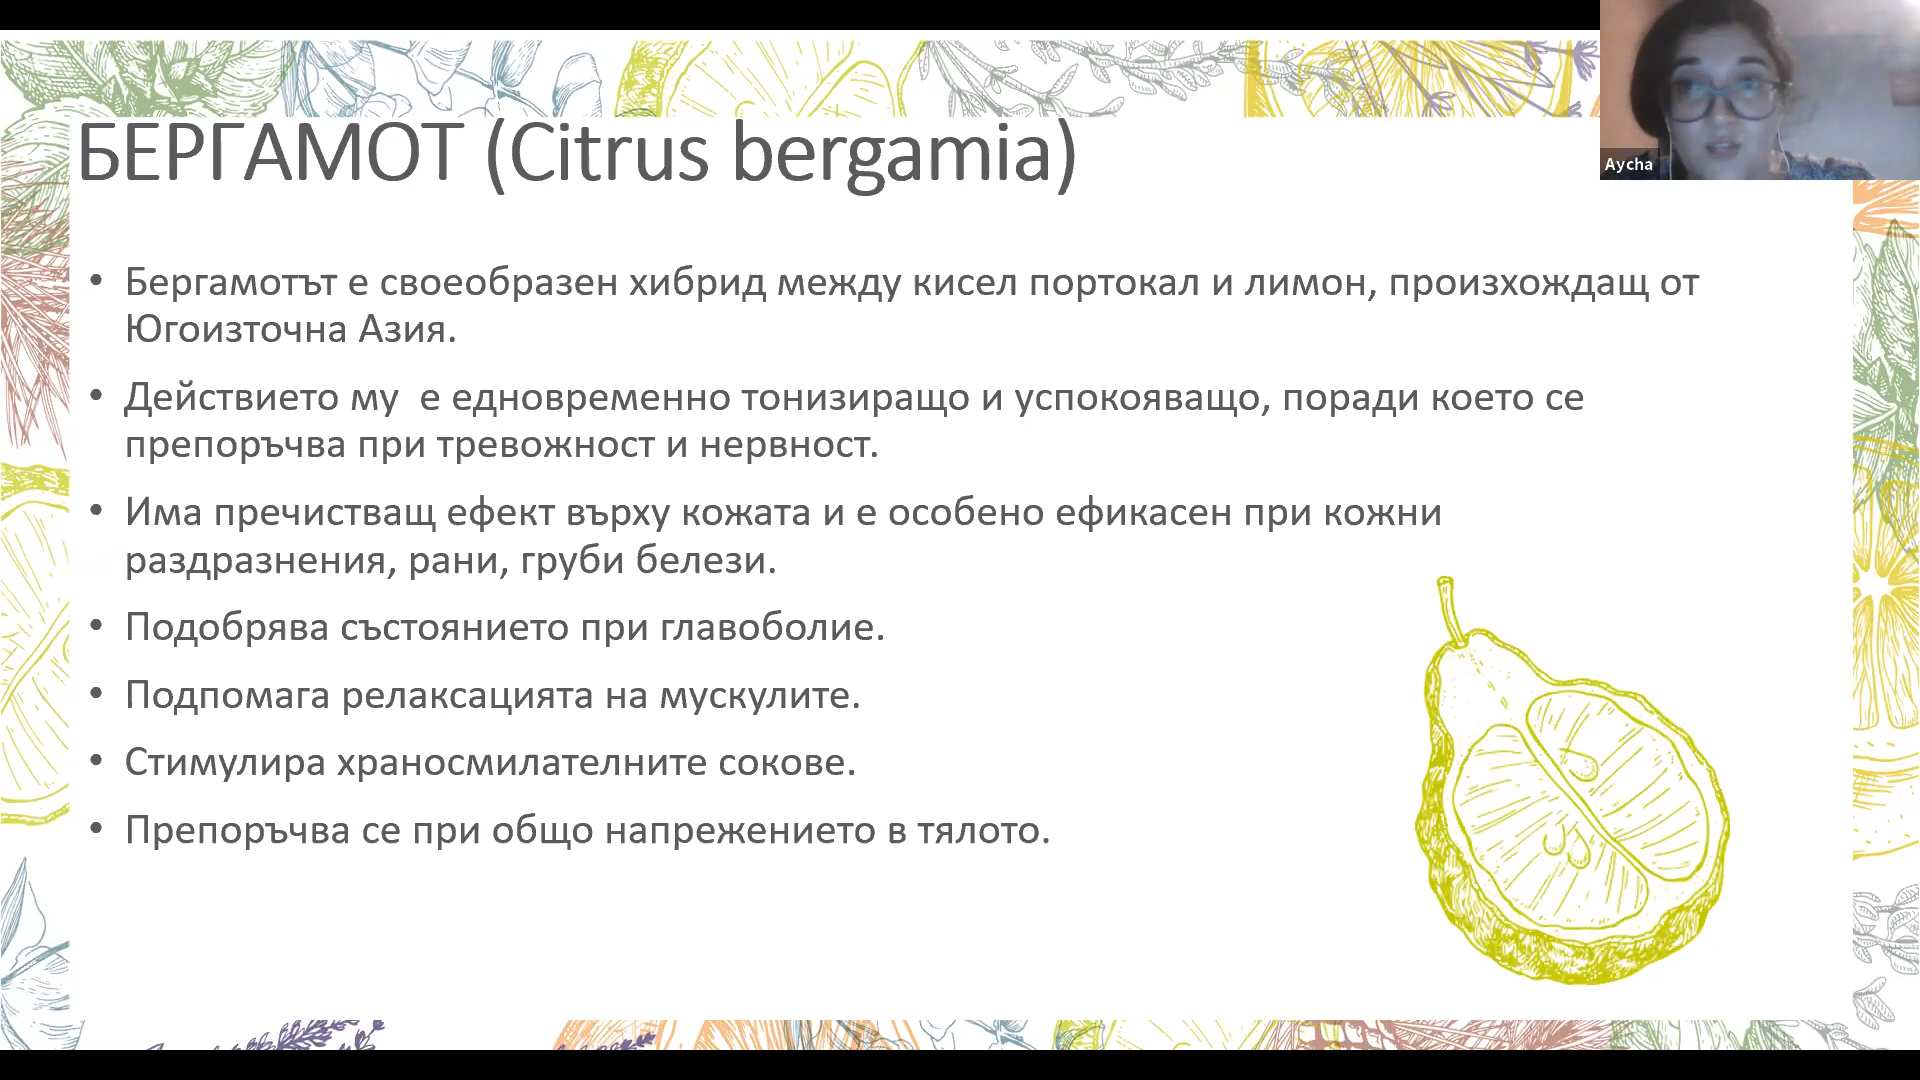 БЕРГАМОТ (Citrus bergamia)
Aycha
• Бергамотът е своеобразен хибрид между кисел портокал и лимон, произхождащ от
Югоизточна Азия.
• Действието му  е едновременно тонизиращо и успокояващо, поради което се
препоръчва при тревожност и нервност.
• Има пречистващ ефект върху кожата и е особено ефикасен при кожни
раздразнения, рани, груби белези.
• Подобрява състоянието при главоболие.
• Подпомага релаксацията на мускулите.
• Стимулира храносмилателните сокове.
• Препоръчва се при общо напрежението в тялото.